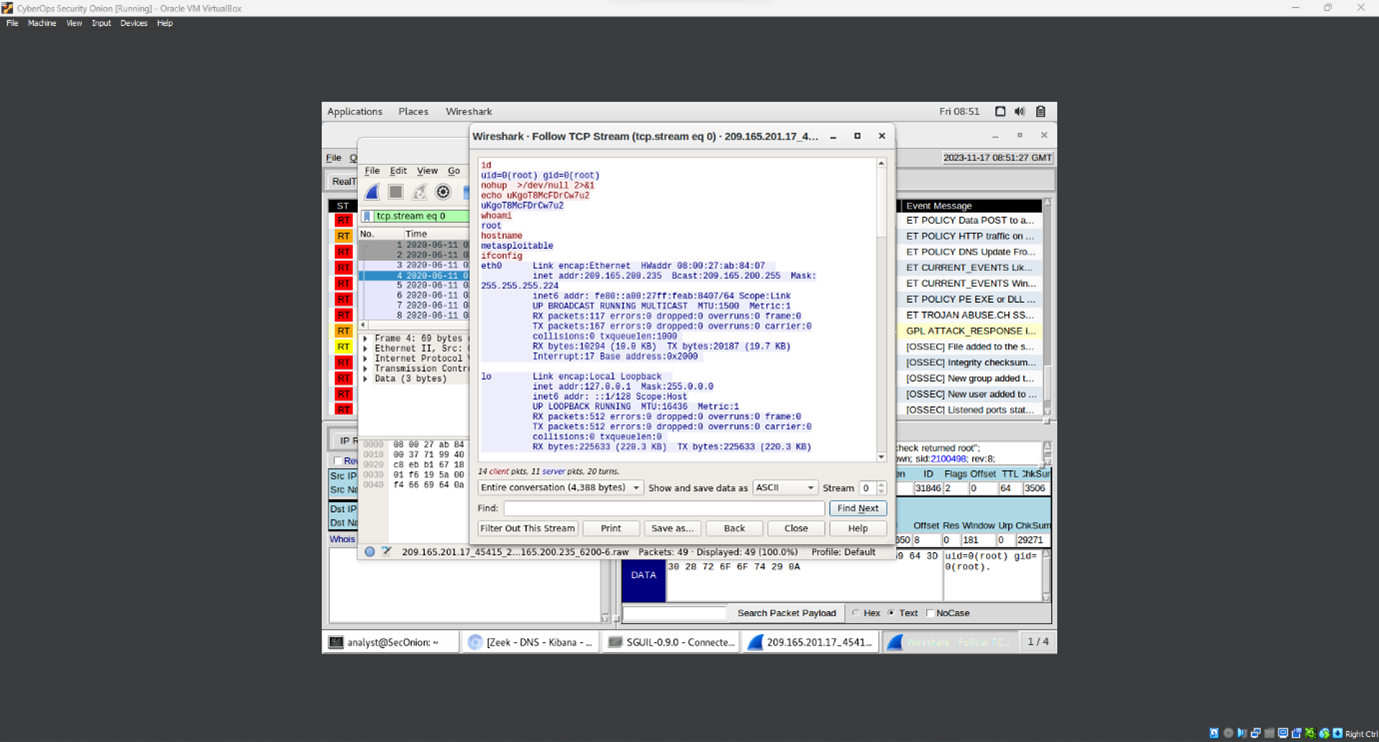 CyberOps Security Onion [Running] - Oracle VM VirtualBox
File Machine View Input Devices Help
Applications Places Wireshark Fri 08:51
Wireshark · Follow TCP Stream (tcp.stream eq 0) · 209.165.201.17_4...
File 2023-11-17 08:51:27 GMT
File Edit View Go
RealT
tcp.stream eq 0
No. Time
1 2020-06-11 0
2 2020-06-11 0
3 2020-06-11 0
4 2020-06-11 0
5 2020-06-11 0
6 2020-06-11 0
7 2020-06-11 0
8 2020-06-11 0
ST
RT
RT
RT
RT
RT
RT
RT
RT
RT
RT
RT
RT
RT
Frame 4: 69 bytes
Ethernet II, Src:
Internet Protocol
Transmission Contr
Data (3 bytes)
0000 08 00 27 ab 84
0010 00 37 71 99 40
0020 c8 eb b1 67 18
0030 01 f6 19 5a 00
0040 f4 66 69 64 0a
id
uid=0(root) gid=0(root)
nohup >/dev/null 2>&1
echo uKgoT8McFDrCw7u2
uKgoT8McFDrCw7u2
whoami
root
hostname
metasploitable
ifconfig
eth0 Link encap:Ethernet HWaddr 08:00:27:ab:84:07
inet addr:209.165.200.235 Bcast:209.165.200.255 Mask:
255.255.255.224
inet6 addr: fe80::a00:27ff:feab:8407/64 Scope:Link
UP BROADCAST RUNNING MULTICAST MTU:1500 Metric:1
RX packets:117 errors:0 dropped:0 overruns:0 frame:0
TX packets:167 errors:0 dropped:0 overruns:0 carrier:0
collisions:0 txqueuelen:1000
RX bytes:10294 (10.0 KB) TX bytes:20187 (19.7 KB)
Interrupt:17 Base address:0x2000
lo Link encap:Local Loopback
inet addr:127.0.0.1 Mask:255.0.0.0
inet6 addr: ::1/128 Scope:Host
UP LOOPBACK RUNNING MTU:16436 Metric:1
RX packets:512 errors:0 dropped:0 overruns:0 frame:0
TX packets:512 errors:0 dropped:0 overruns:0 carrier:0
collisions:0 txqueuelen:0
RX bytes:225633 (220.3 KB) TX bytes:225633 (220.3 KB)
14 client pkts, 11 server pkts, 20 turns.
Entire conversation (4,388 bytes) Show and save data as ASCII Stream 0
Find: Find Next
Filter Out This Stream Print Save as... Back Close Help
209.165.201.17_45415_2...165.200.235_6200-6.raw Packets: 49 · Displayed: 49 (100.0%) Profile: Default
Event Message
ET POLICY Data POST to a...
ET POLICY HTTP traffic on ...
ET POLICY DNS Update Fro...
ET CURRENT_EVENTS Lik...
ET CURRENT_EVENTS Win...
ET POLICY PE EXE or DLL ...
ET TROJAN ABUSE.CH SS...
GPL ATTACK_RESPONSE i...
[OSSEC] File added to the s...
[OSSEC] Integrity checksum...
[OSSEC] New group added t...
[OSSEC] New user added to ...
[OSSEC] Listened ports stat...
IP R
Rev
Src IP
Src Na
Dst IP
Dst Na
Whois
check returned root";
own; sid:2100498; rev:8;
en ID Flags Offset TTL ChkSum
31846 2 0 64 3506
Offset Res Window Urp ChkSum
650 8 0 181 0 29271
DATA
69 64 3D
30 28 72 6F 6F 74 29 0A
uid=0(root) gid=
0(root).
Search Packet Payload Hex Text NoCase
analyst@SecOnion: ~ [Zeek - DNS - Kibana - ... SGUIL-0.9.0 - Connecte... 209.165.201.17_4541... Wireshark · Follow TC... 1 / 4
Right Ctrl